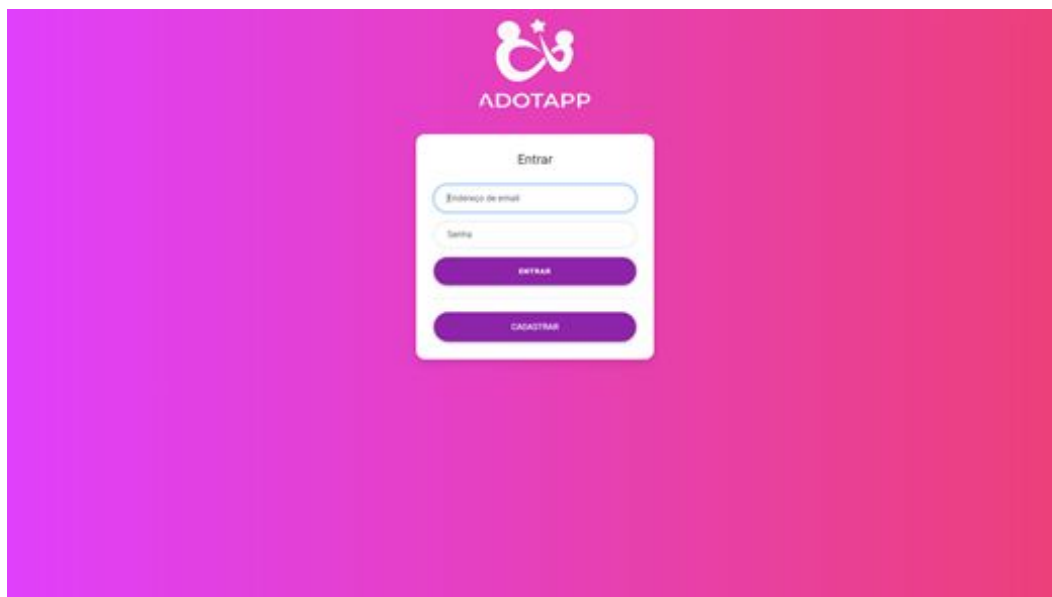 ADOTAPP
Entrar
Endereço de email
Senha
ENTRAR
CADASTRAR